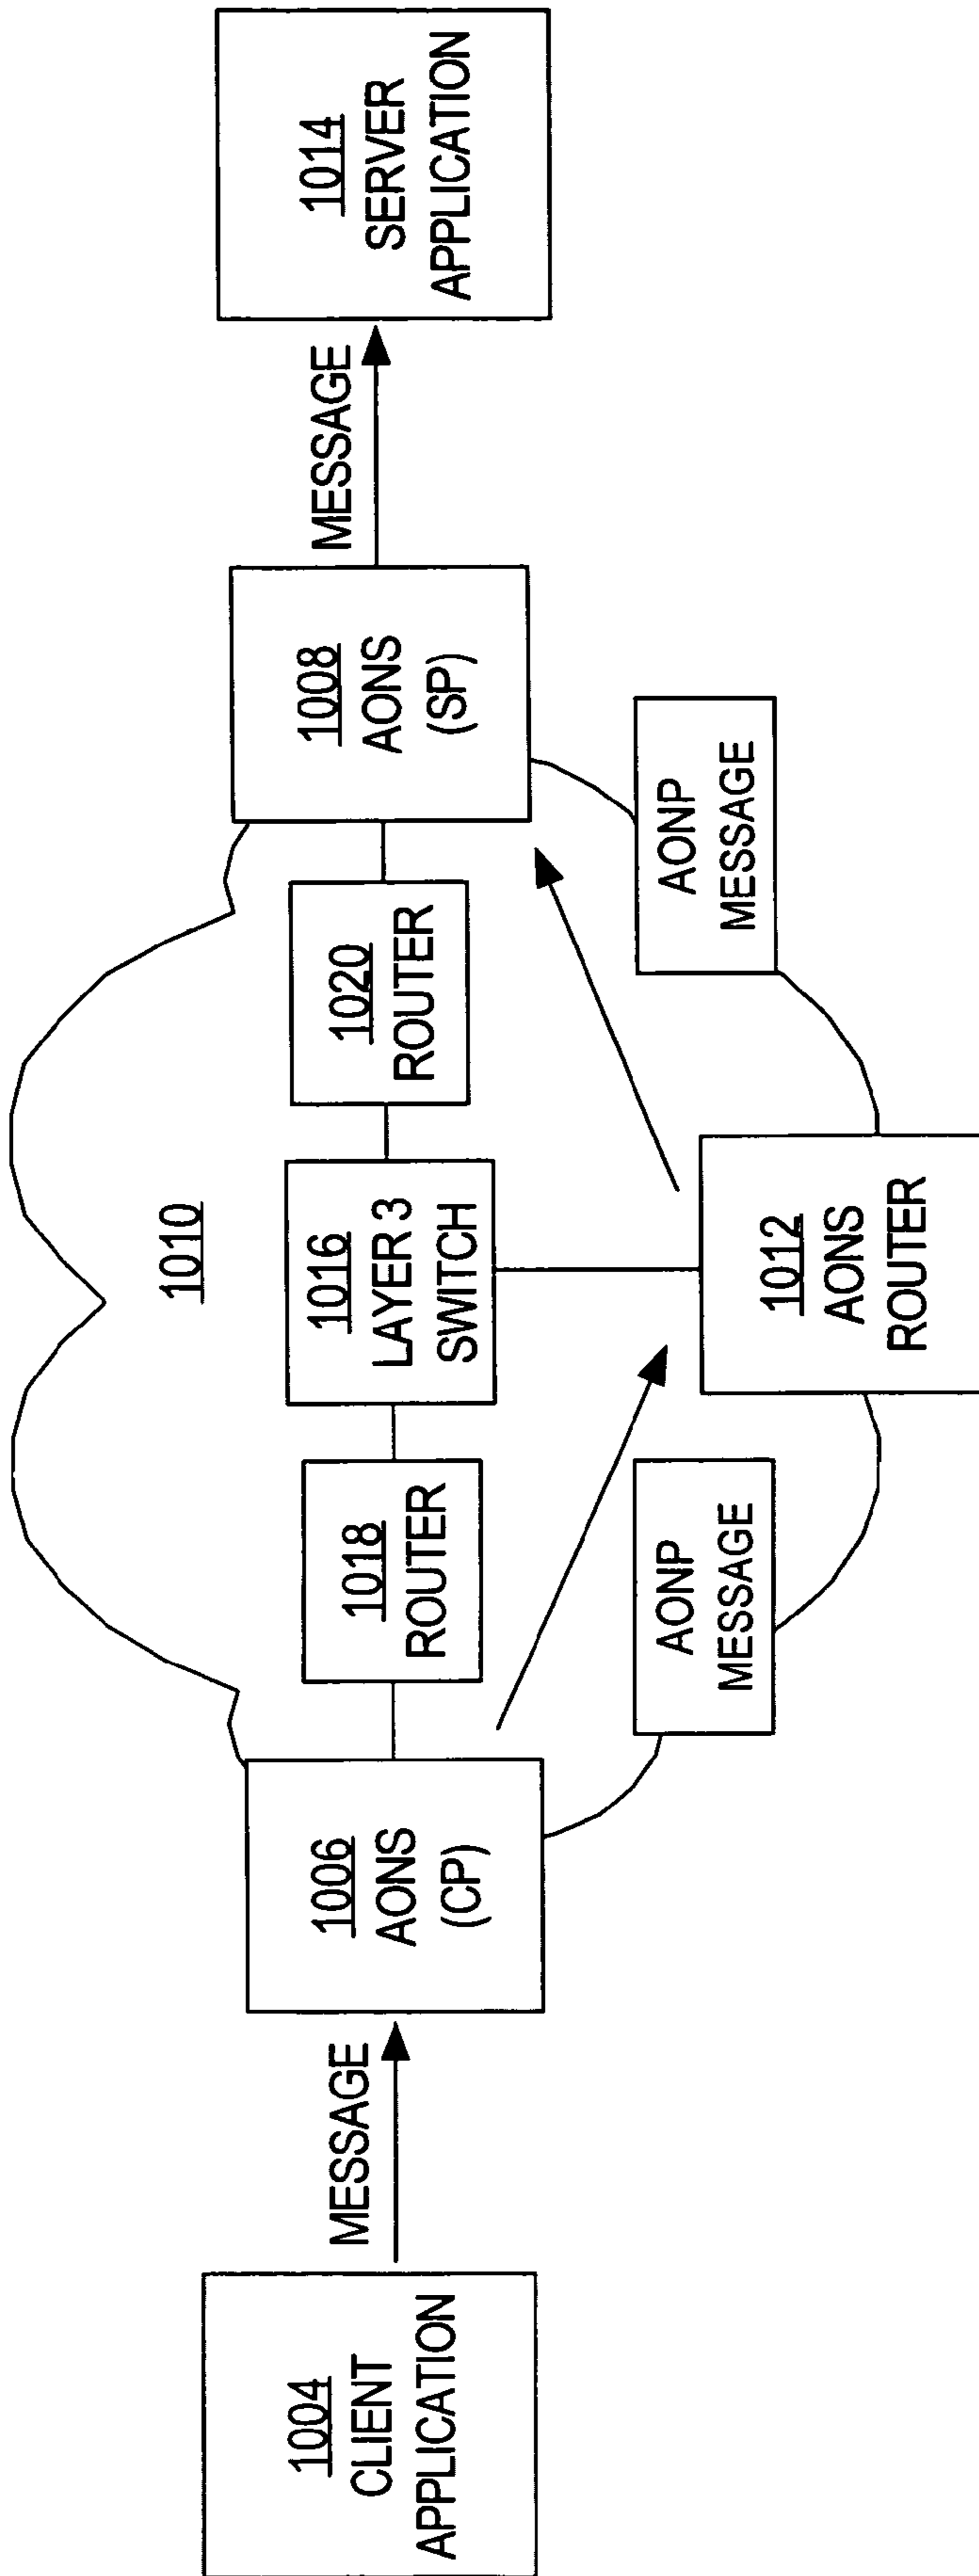 1004
CLIENT
APPLICATION
MESSAGE
1006
AONS
(CP)
1010
1018
ROUTER
1016
LAYER 3
SWITCH
1020
ROUTER
1008
AONS
(SP)
MESSAGE
1014
SERVER
APPLICATION
AONP
MESSAGE
1012
AONS
ROUTER
AONP
MESSAGE